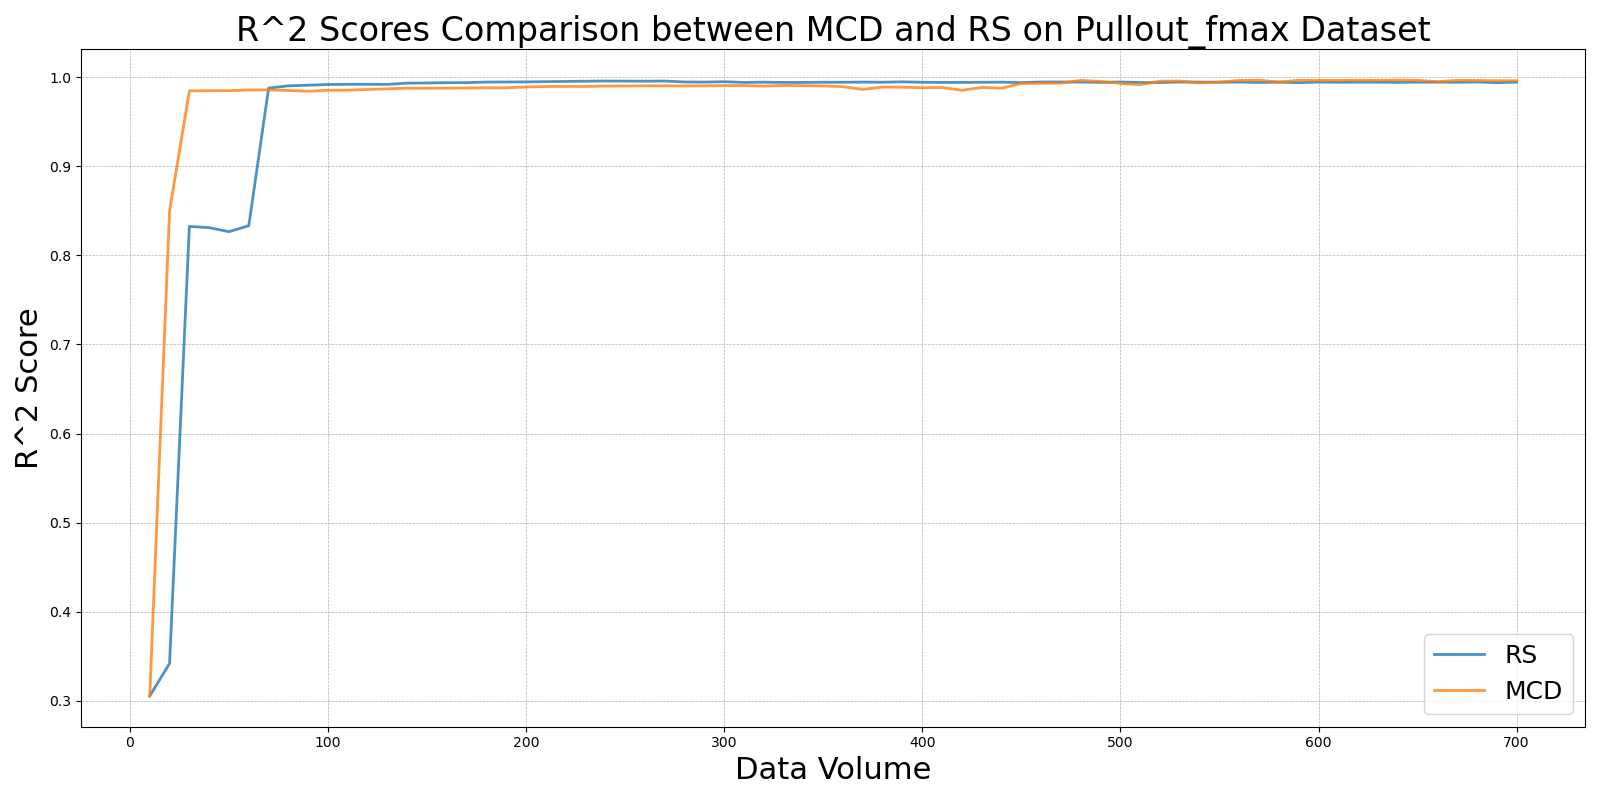 R^2 Scores Comparison between MCD and RS on Pullout_fmax Dataset
R^2 Score
1.0
0.9
0.8
0.7
0.6
0.5
0.4
0.3
RS
MCD
0 100 200 300 400 500 600 700
Data Volume